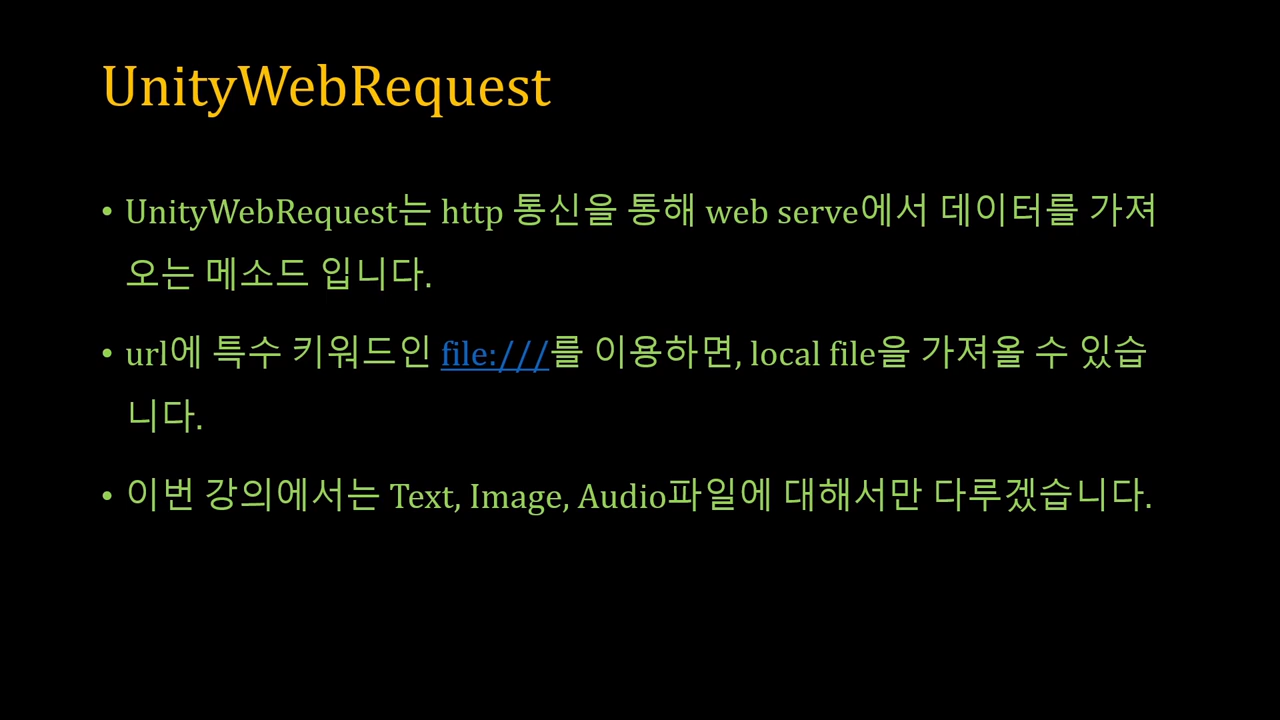 UnityWebRequest
• UnityWebRequest는 http 통신을 통해 web serve에서 데이터를 가져
오는 메소드 입니다.
• url에 특수 키워드인 file:///를 이용하면, local file을 가져올 수 있습
니다.
• 이번 강의에서는 Text, Image, Audio파일에 대해서만 다루겠습니다.